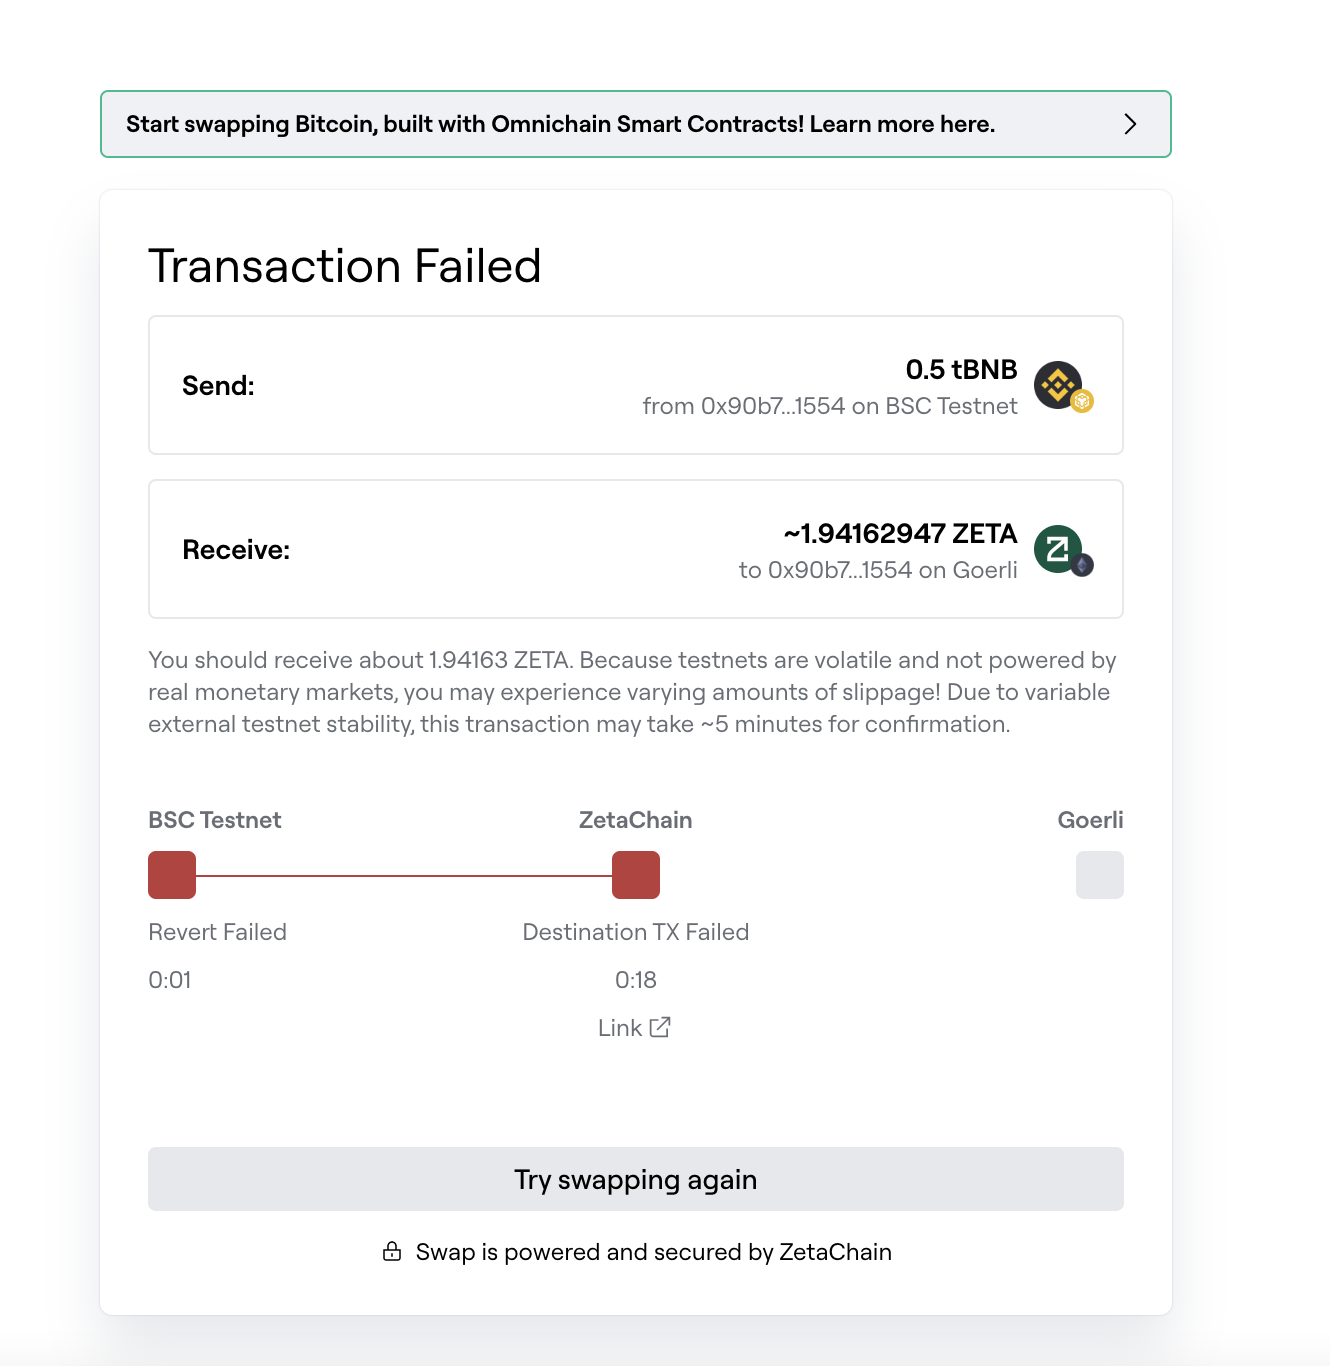 Start swapping Bitcoin, built with Omnichain Smart Contracts! Learn more here.
Transaction Failed
Send:
0.5 tBNB
from 0x90b7...1554 on BSC Testnet
Receive:
~1.94162947 ZETA
to 0x90b7...1554 on Goerli
You should receive about 1.94163 ZETA. Because testnets are volatile and not powered by
real monetary markets, you may experience varying amounts of slippage! Due to variable
external testnet stability, this transaction may take ~5 minutes for confirmation.
BSC Testnet
ZetaChain
Goerli
Revert Failed
Destination TX Failed
0:01
0:18
Link
Try swapping again
Swap is powered and secured by ZetaChain